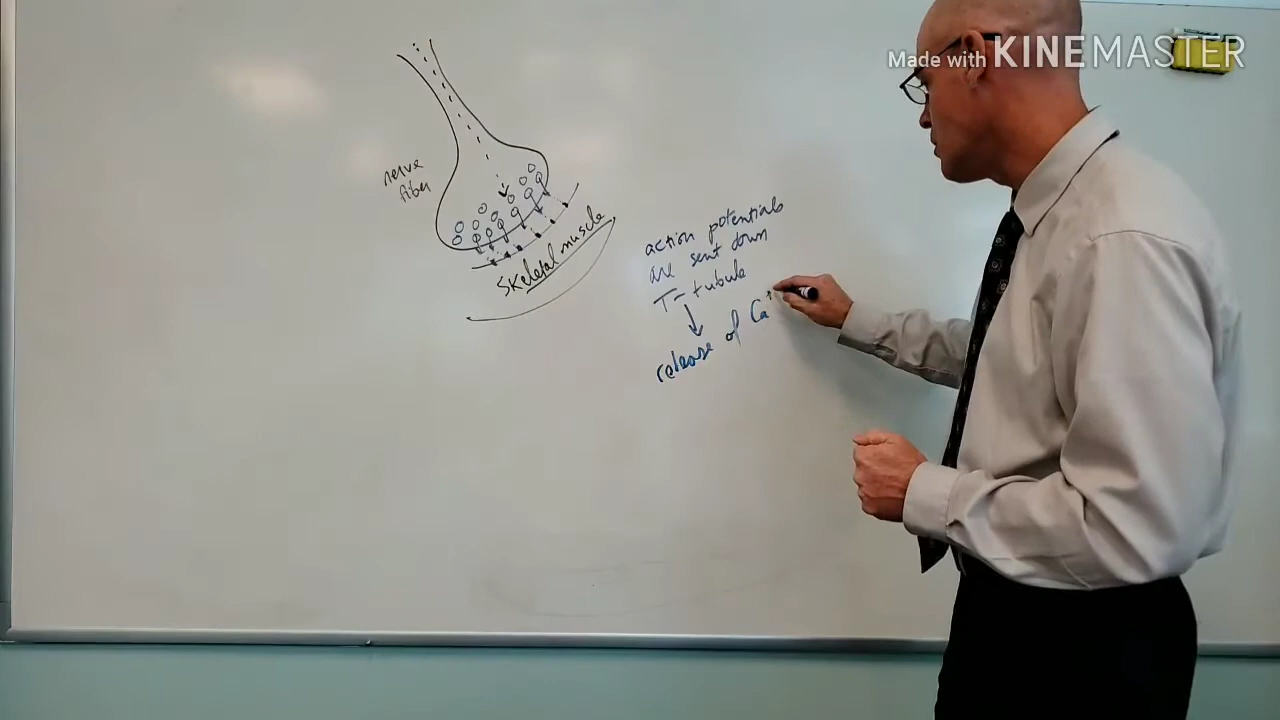 Made with KINEMASTER
nerve
fiber
skeletal muscle
action potentials
are sent down
T-tubule
release of Ca+